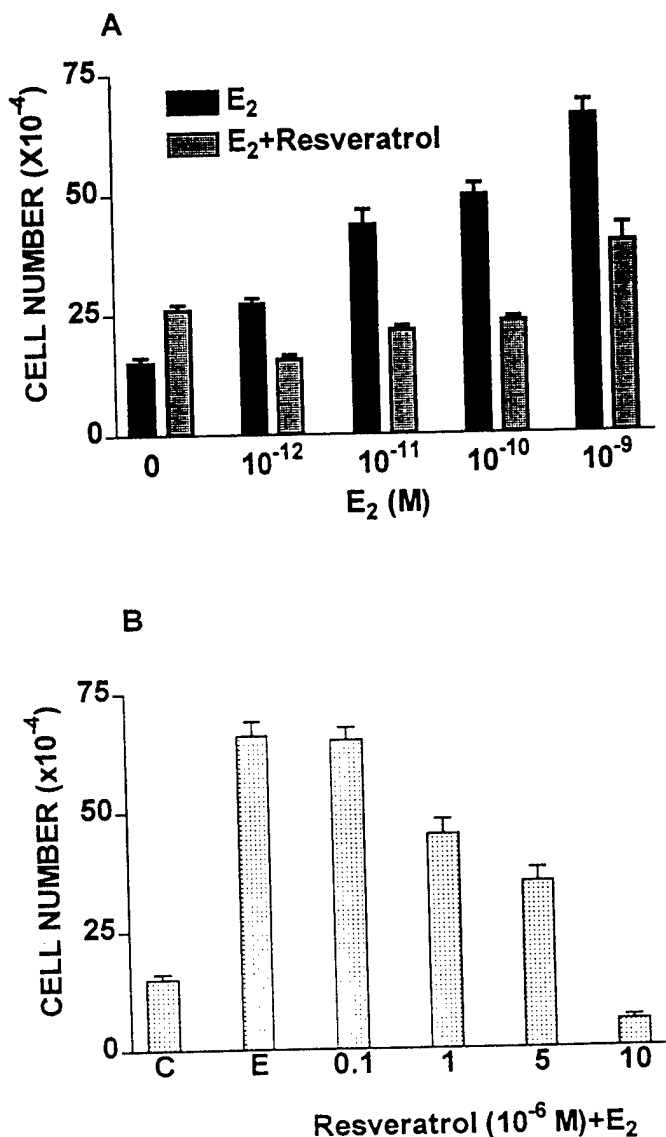 A
75
50
25
0
CELL NUMBER (X10⁻⁴)
E₂
E₂+Resveratrol
0 10⁻¹² 10⁻¹¹ 10⁻¹⁰ 10⁻⁹
E₂ (M)
B
75
50
25
0
CELL NUMBER (x10⁻⁴)
C E 0.1 1 5 10
Resveratrol (10⁻⁶ M)+E₂